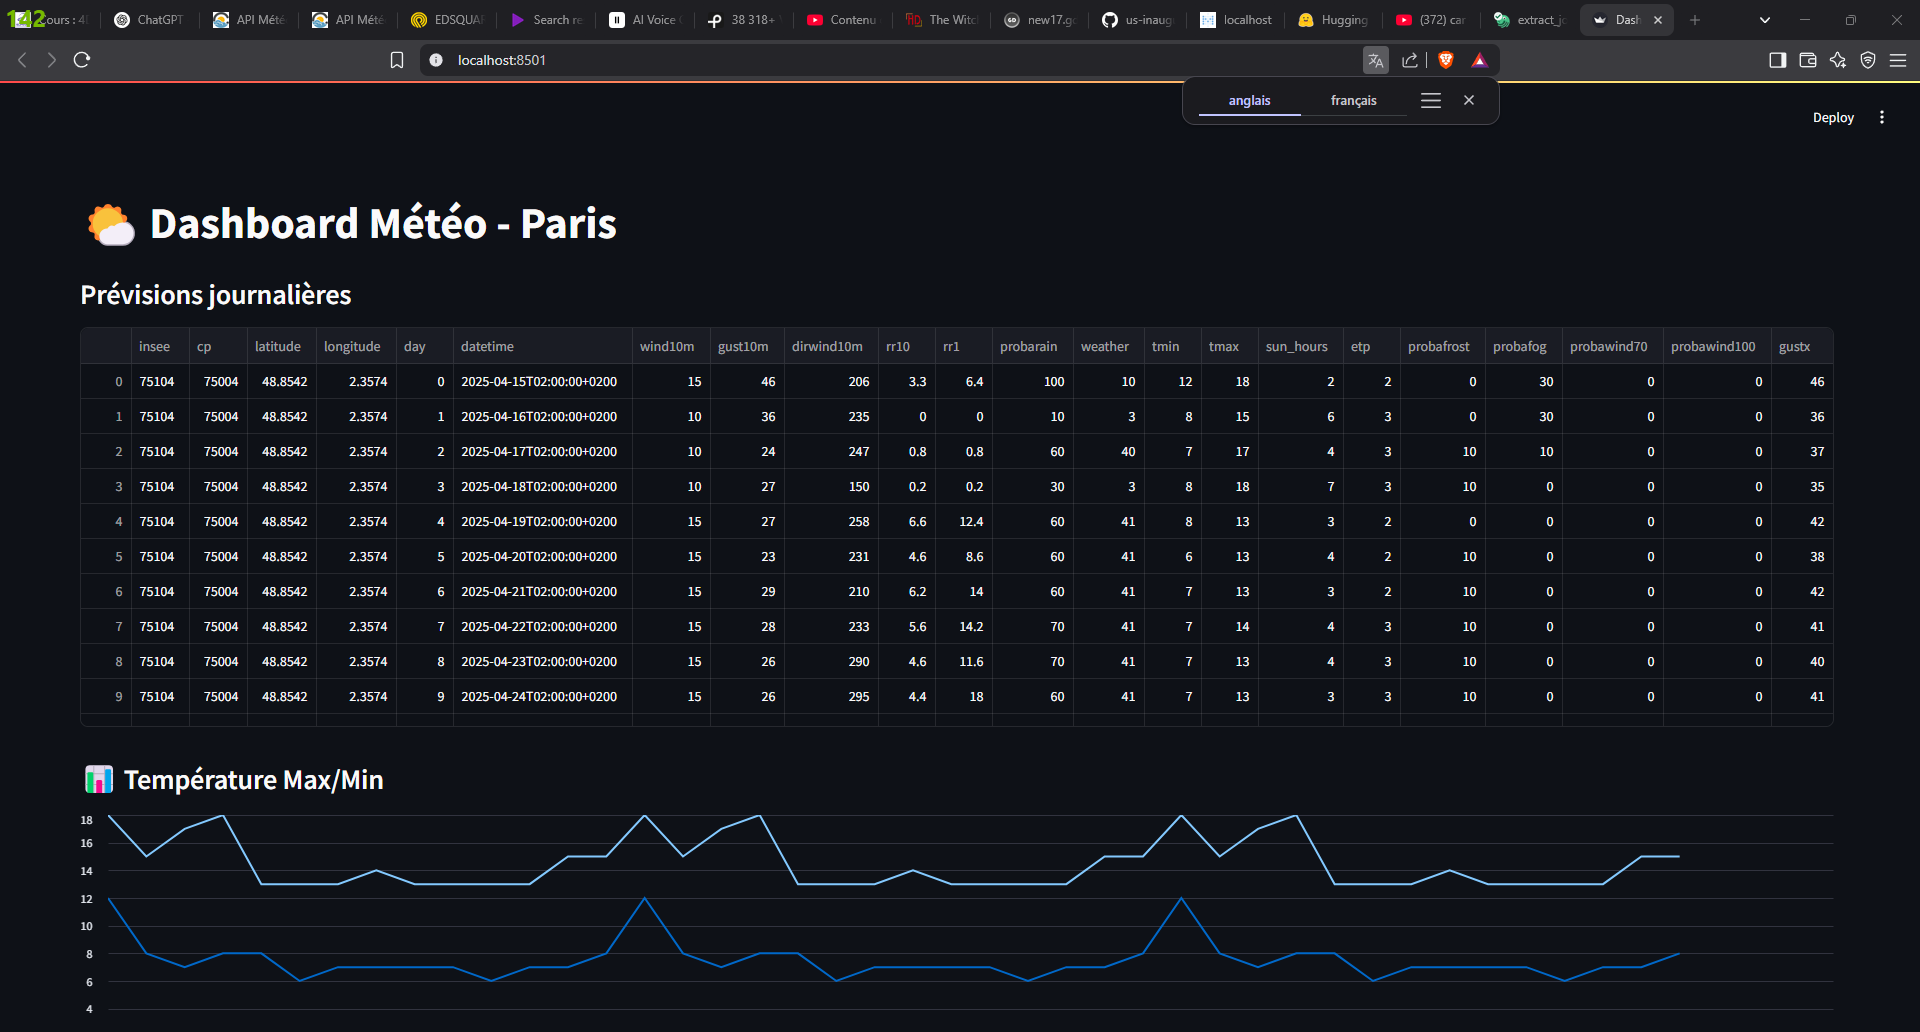 142
ours : 4
ChatGPT
API Mété
API Mété
EDSQUA
Search re
AI Voice
38 318+
Contenu
The Witc
new17.g
us-inaug
localhost
Hugging
(372) car
extract_jo
Dash
localhost:8501
anglais français
Deploy
Dashboard Météo - Paris
Prévisions journalières
insee cp latitude longitude day datetime wind10m gust10m dirwind10m rr10 rr1 probarain weather tmin tmax sun_hours etp probafrost probafog probawind70 probawind100 gustx
0 75104 75004 48.8542 2.3574 0 2025-04-15T02:00:00+0200 15 46 206 3.3 6.4 100 10 12 18 2 2 0 30 0 0 46
1 75104 75004 48.8542 2.3574 1 2025-04-16T02:00:00+0200 10 36 235 0 0 10 3 8 15 6 3 0 30 0 0 36
2 75104 75004 48.8542 2.3574 2 2025-04-17T02:00:00+0200 10 24 247 0.8 0.8 60 40 7 17 4 3 10 10 0 0 37
3 75104 75004 48.8542 2.3574 3 2025-04-18T02:00:00+0200 10 27 150 0.2 0.2 30 3 8 18 7 3 10 0 0 0 35
4 75104 75004 48.8542 2.3574 4 2025-04-19T02:00:00+0200 15 27 258 6.6 12.4 60 41 8 13 3 2 0 0 0 0 42
5 75104 75004 48.8542 2.3574 5 2025-04-20T02:00:00+0200 15 23 231 4.6 8.6 60 41 6 13 4 2 10 0 0 0 38
6 75104 75004 48.8542 2.3574 6 2025-04-21T02:00:00+0200 15 29 210 6.2 14 60 41 7 13 3 2 10 0 0 0 42
7 75104 75004 48.8542 2.3574 7 2025-04-22T02:00:00+0200 15 28 233 5.6 14.2 70 41 7 14 4 3 10 0 0 0 41
8 75104 75004 48.8542 2.3574 8 2025-04-23T02:00:00+0200 15 26 290 4.6 11.6 70 41 7 13 4 3 10 0 0 0 40
9 75104 75004 48.8542 2.3574 9 2025-04-24T02:00:00+0200 15 26 295 4.4 18 60 41 7 13 3 3 10 0 0 0 41
Température Max/Min
18
16
14
12
10
8
6
4